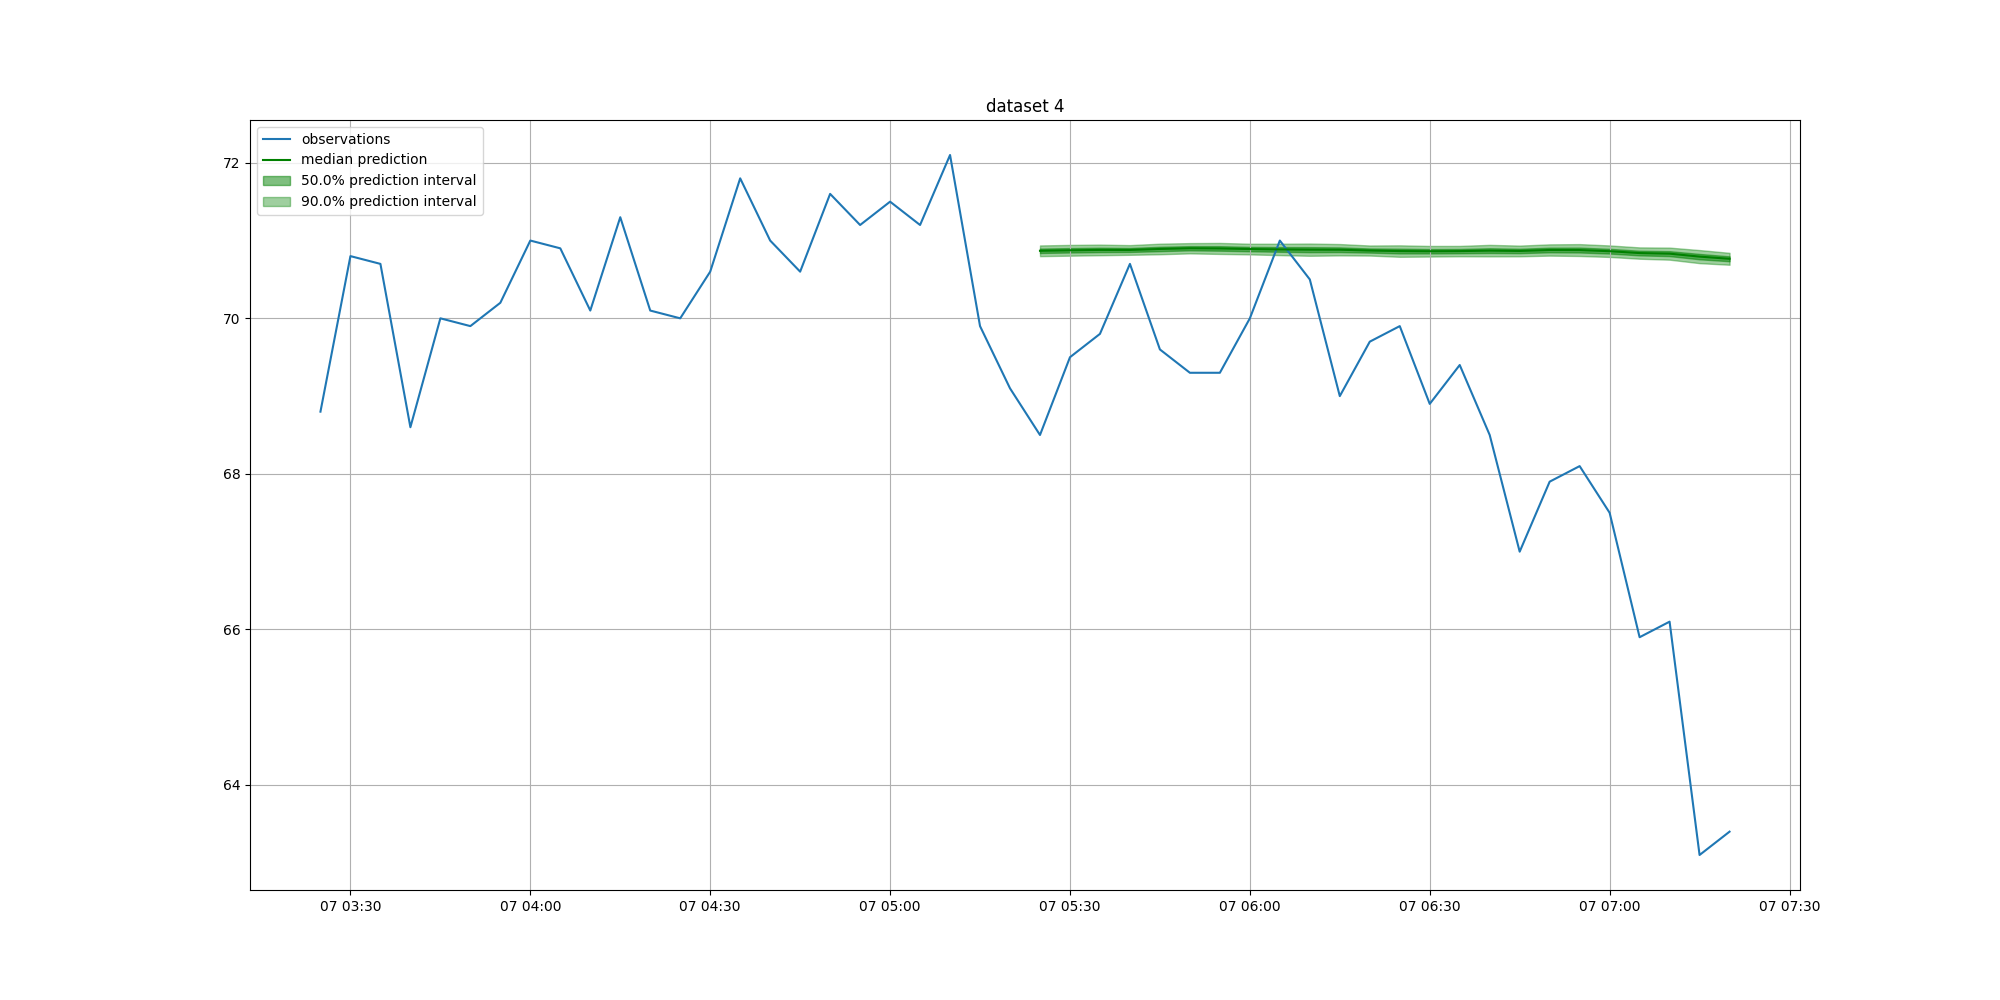 dataset 4
observations
median prediction
50.0% prediction interval
90.0% prediction interval
72
70
68
66
64
07 03:30 07 04:00 07 04:30 07 05:00 07 05:30 07 06:00 07 06:30 07 07:00 07 07:30